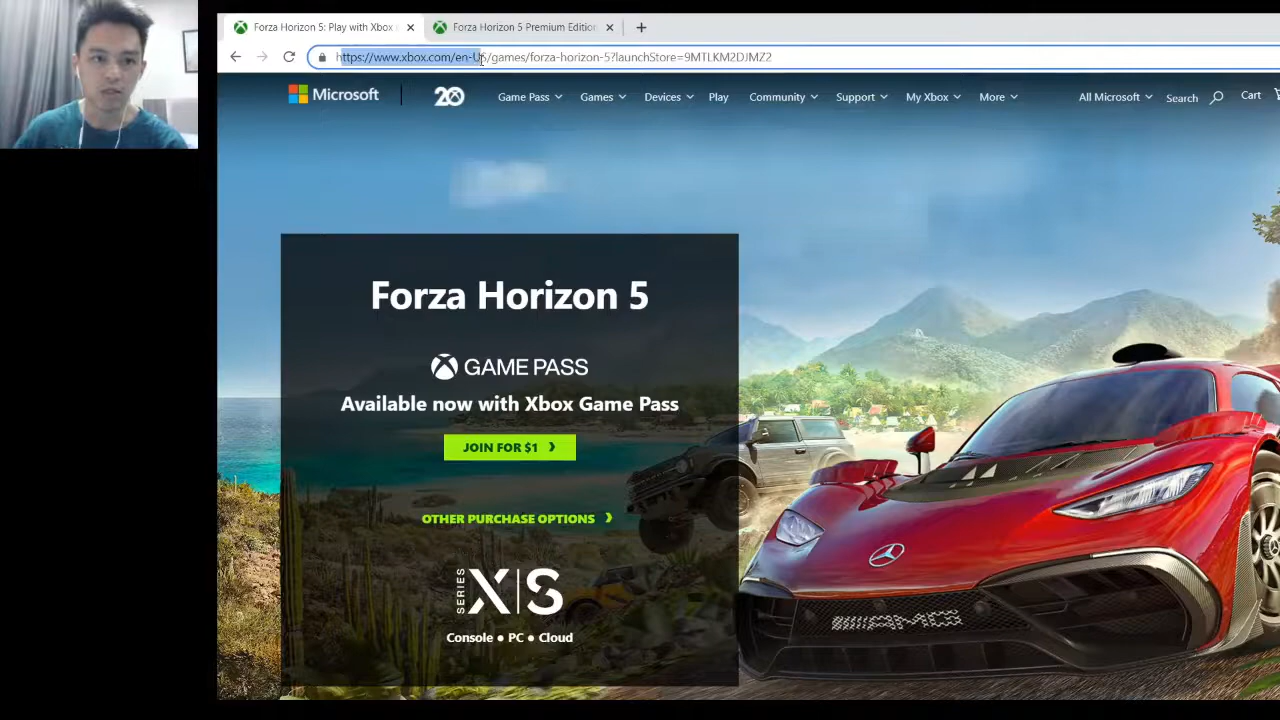 Forza Horizon 5: Play with Xbox
Forza Horizon 5 Premium Edition
https://www.xbox.com/en-US/games/forza-horizon-5?launchStore=9MTLKM2DJMZ2
Microsoft
20
Game Pass
Games
Devices
Play
Community
Support
My Xbox
More
All Microsoft
Search
Cart
Forza Horizon 5
GAME PASS
Available now with Xbox Game Pass
JOIN FOR $1
OTHER PURCHASE OPTIONS
SERIES X|S
Console ● PC ● Cloud
AMG